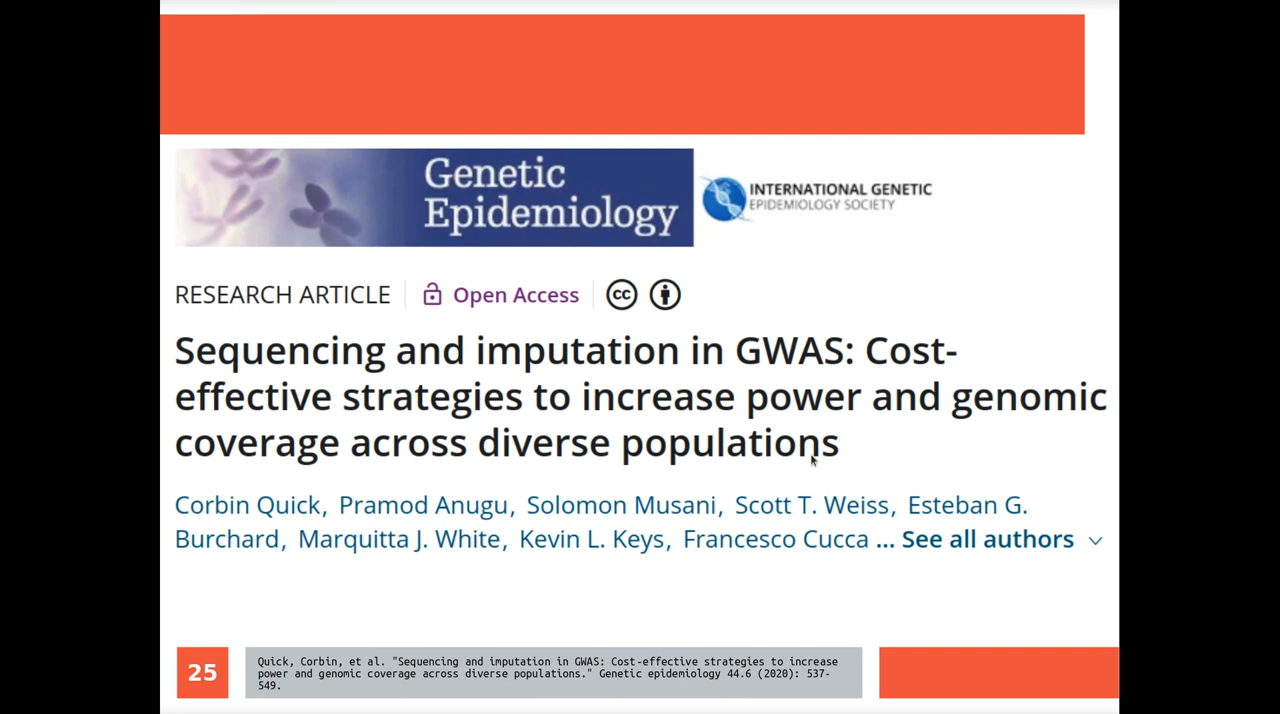 Genetic
Epidemiology
INTERNATIONAL GENETIC
EPIDEMIOLOGY SOCIETY
RESEARCH ARTICLE Open Access cc
Sequencing and imputation in GWAS: Cost-
effective strategies to increase power and genomic
coverage across diverse populations
Corbin Quick, Pramod Anugu, Solomon Musani, Scott T. Weiss, Esteban G.
Burchard, Marquitta J. White, Kevin L. Keys, Francesco Cucca ... See all authors
25
Quick, Corbin, et al. "Sequencing and imputation in GWAS: Cost-effective strategies to increase
power and genomic coverage across diverse populations." Genetic epidemiology 44.6 (2020): 537-
549.